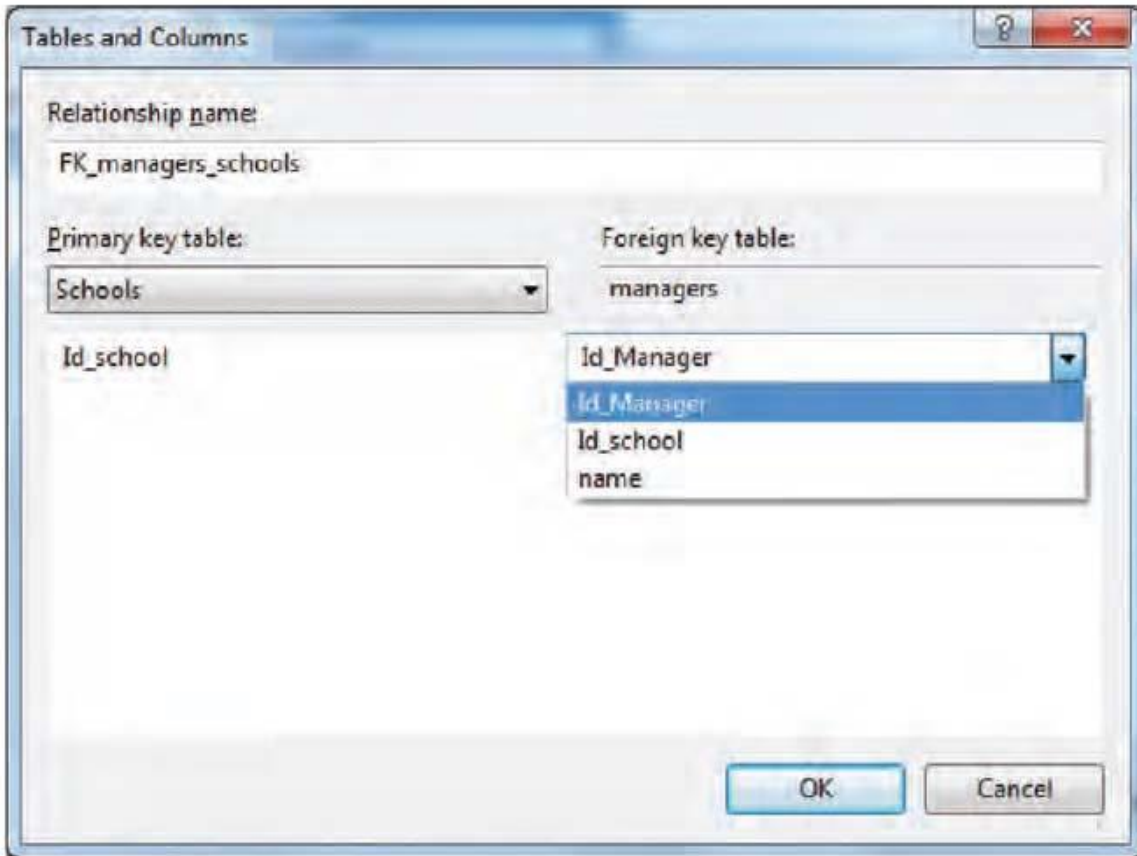 Tables and Columns
Relationship name:
FK_managers_schools
Primary key table:
Foreign key table:
Schools
managers
Id_school
Id_Manager
Id_Manager
Id_school
name
OK
Cancel